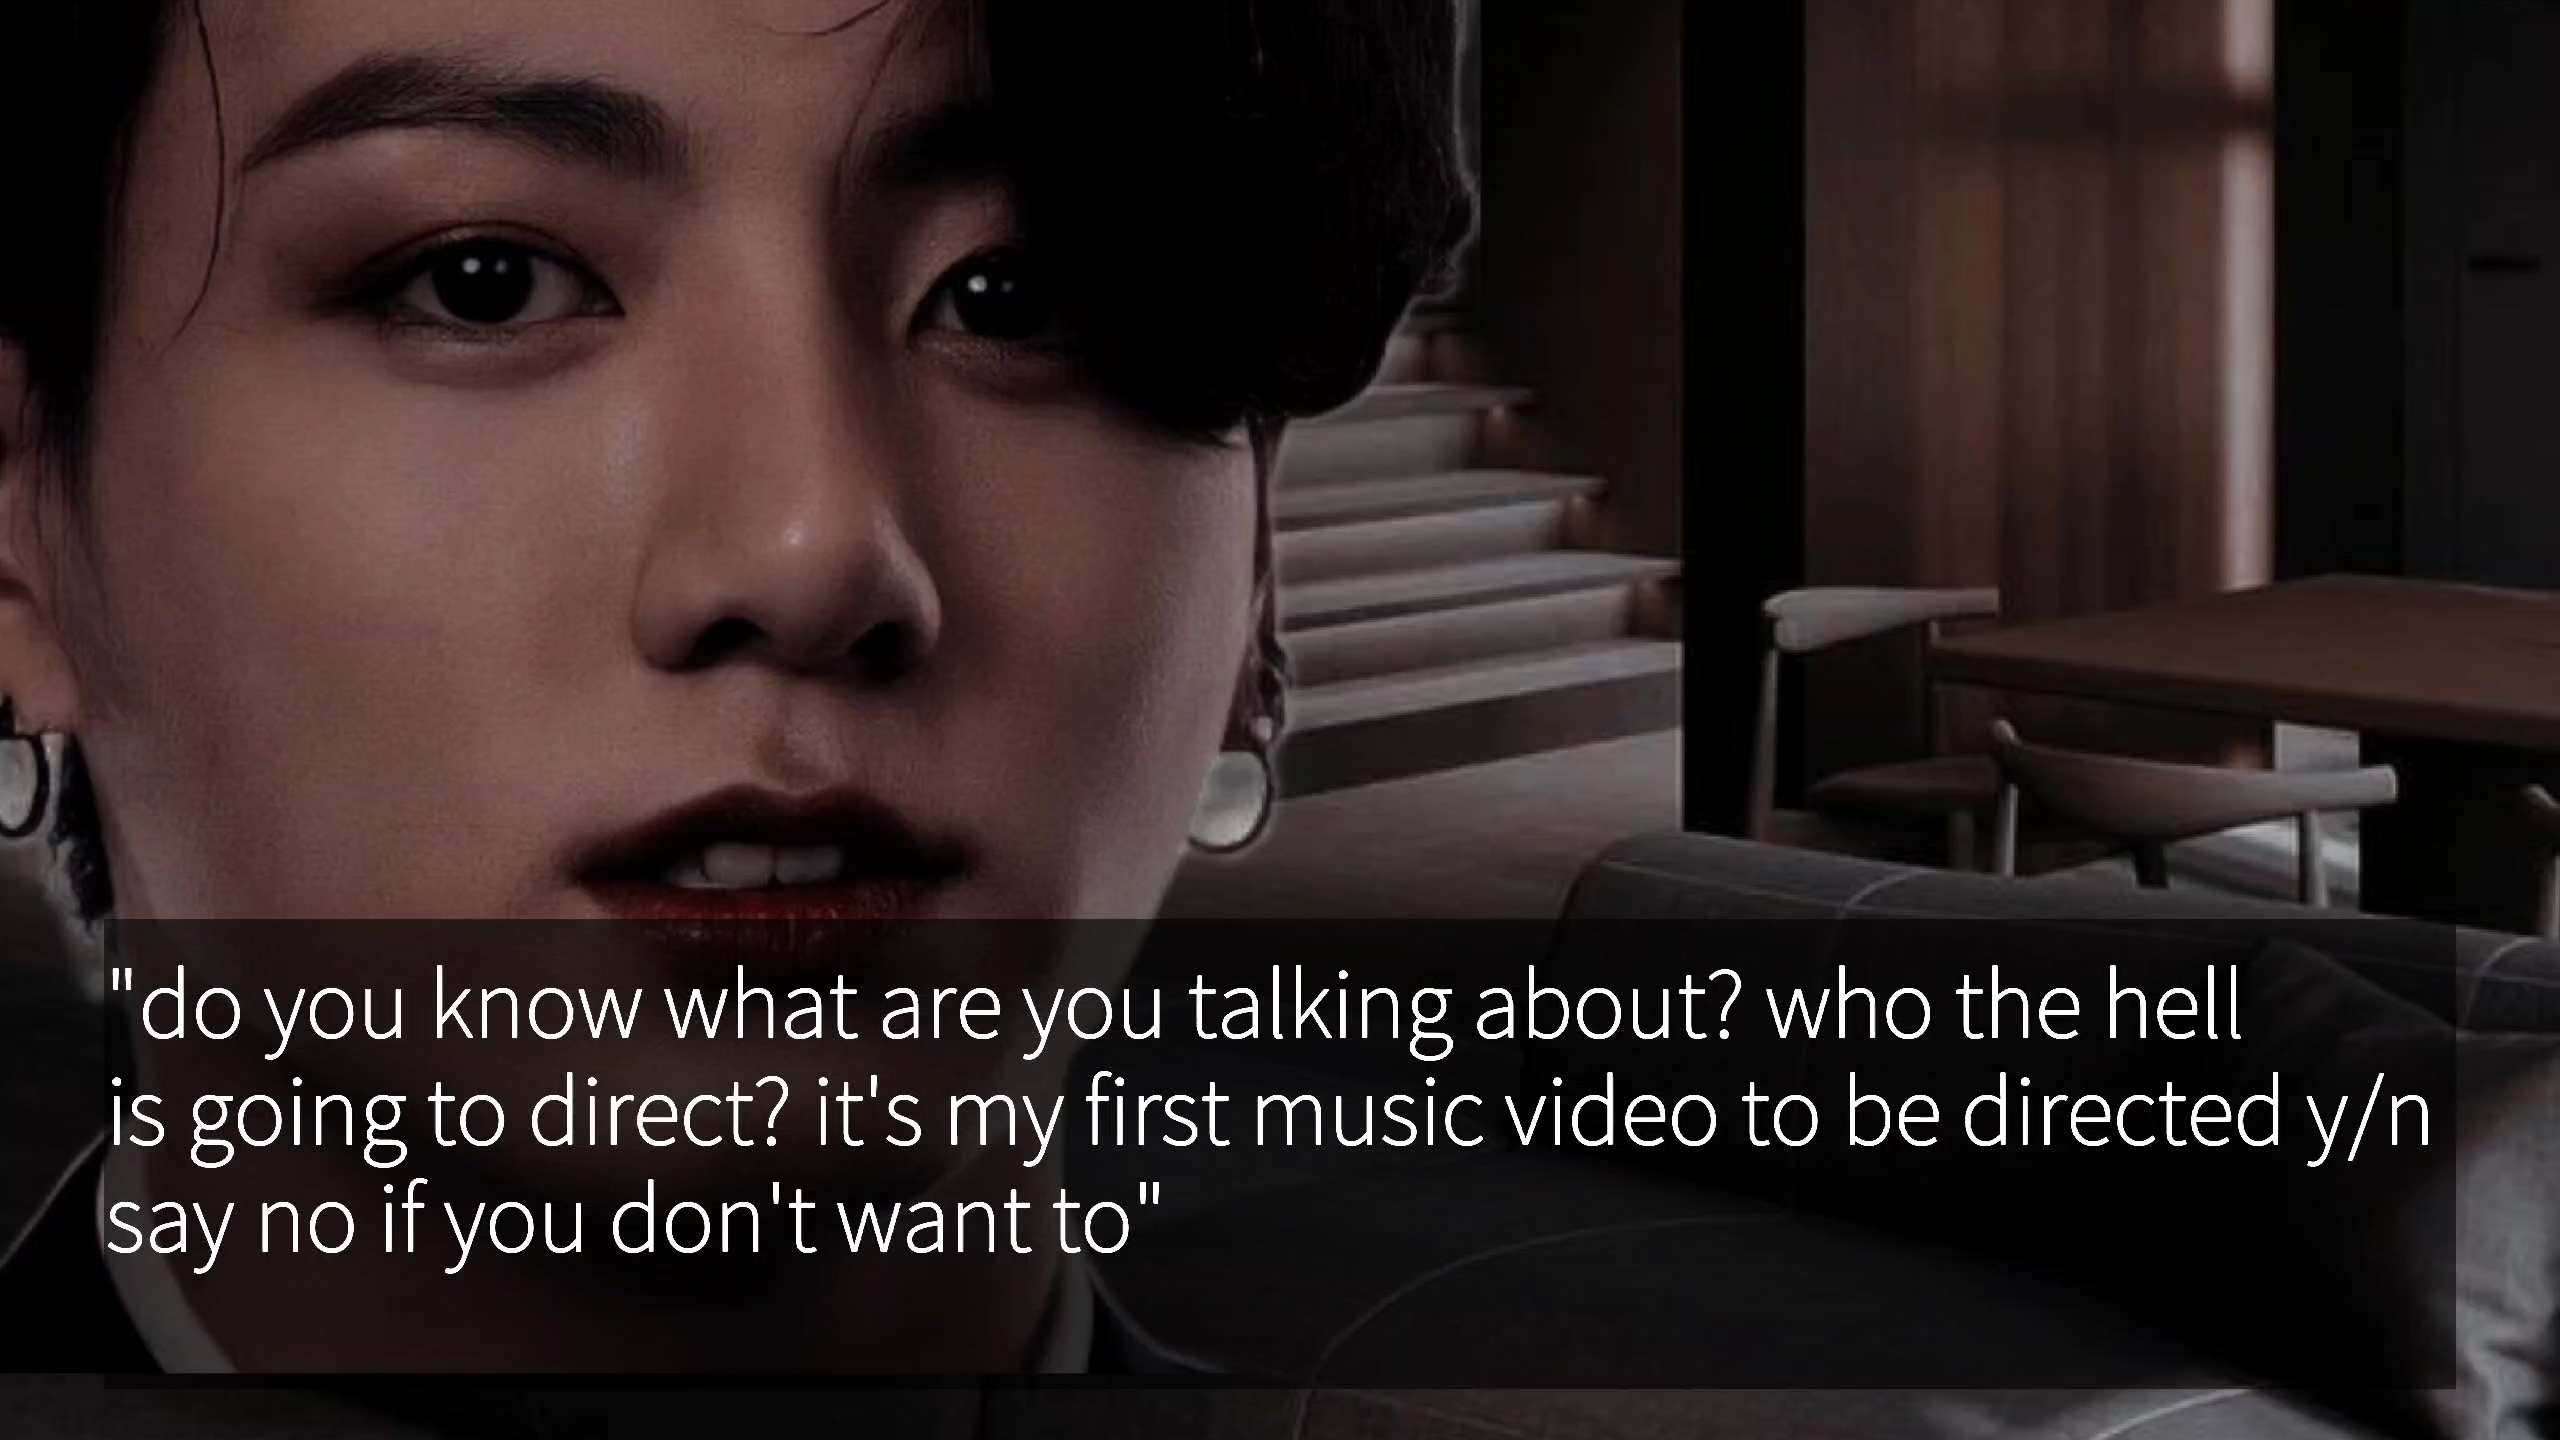 "do you know what are you talking about? who the hell
is going to direct? it's my first music video to be directed y/n
say no if you don't want to"